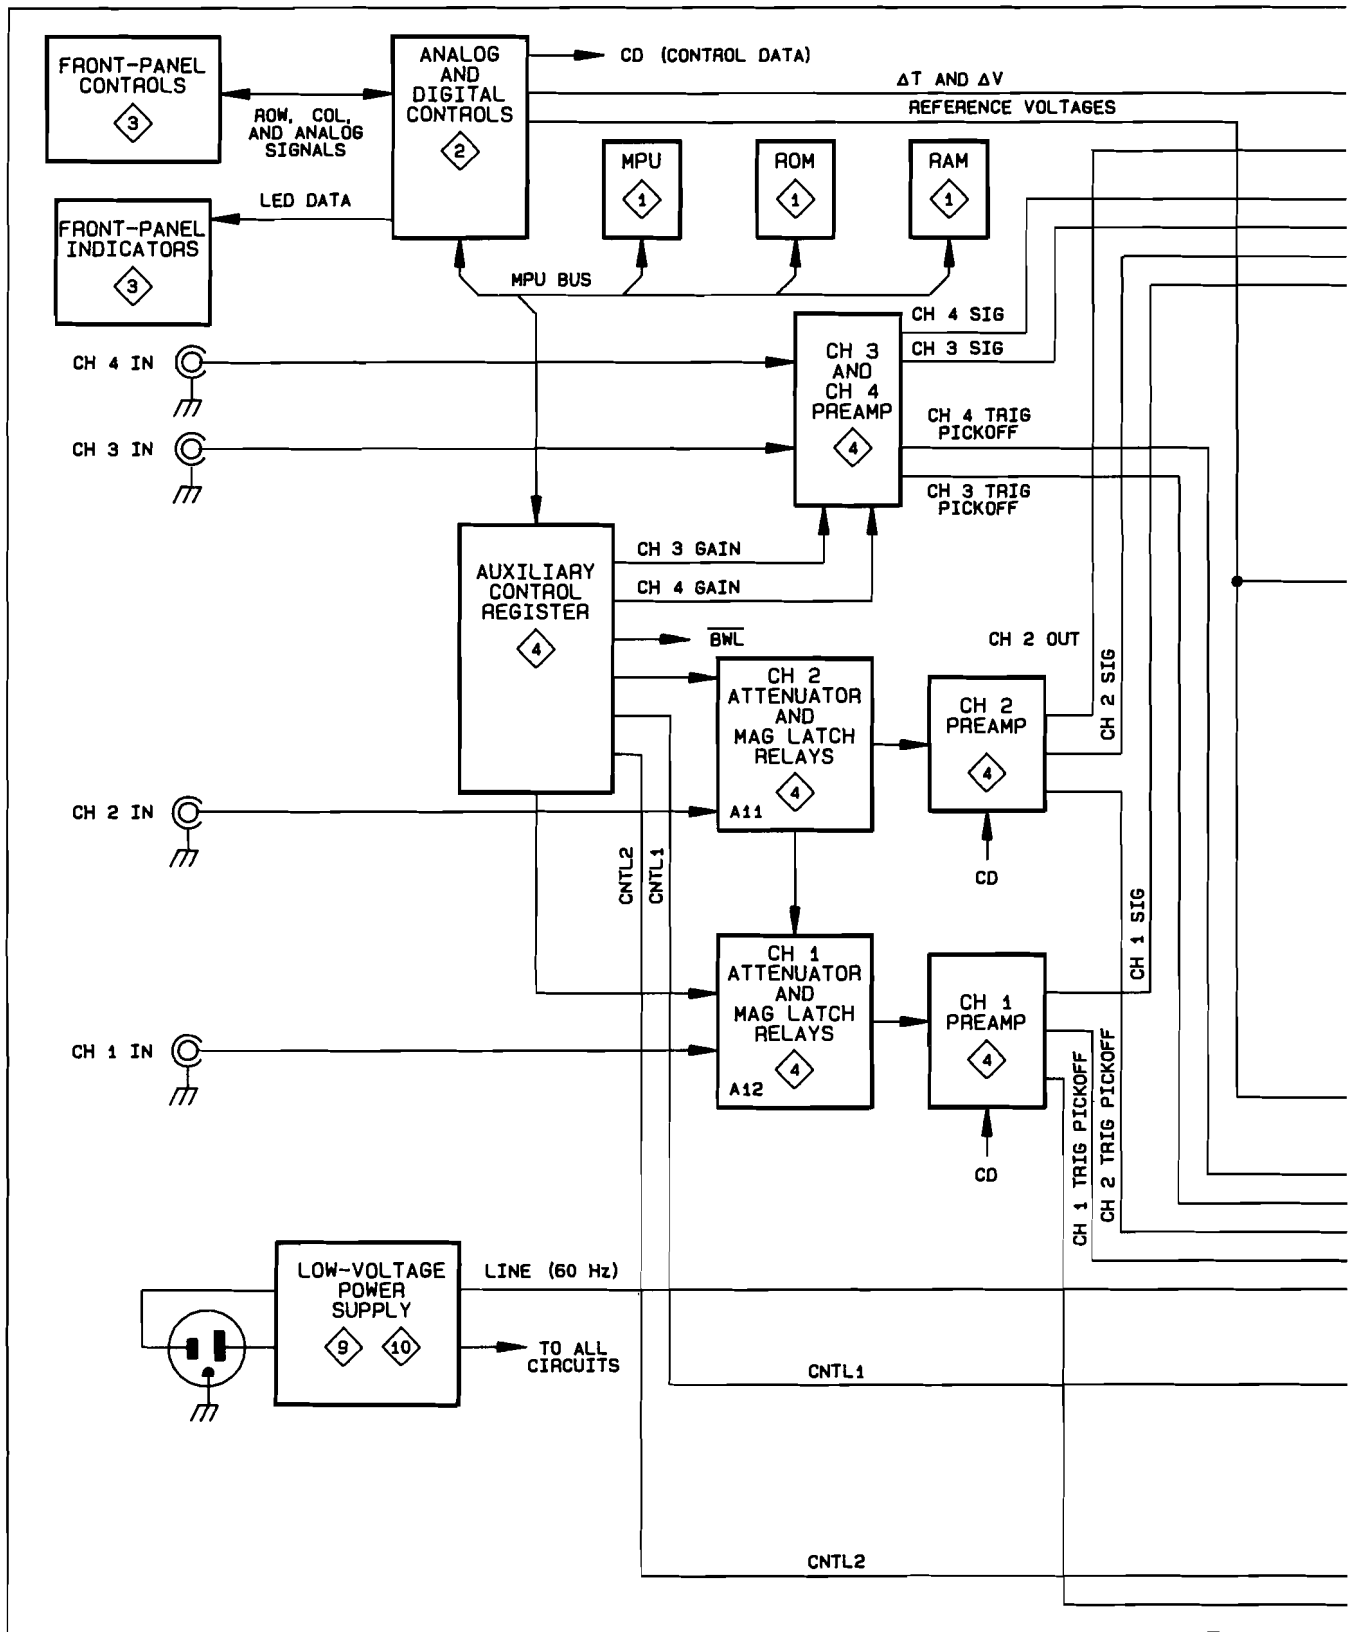 FRONT-PANEL
CONTROLS
3
ROW, COL,
AND ANALOG
SIGNALS
ANALOG
AND
DIGITAL
CONTROLS
2
CD (CONTROL DATA)
ΔT AND ΔV
REFERENCE VOLTAGES
MPU
1
ROM
1
RAM
1
LED DATA
FRONT-PANEL
INDICATORS
3
MPU BUS
CH 4 IN
CH 3 IN
CH 3
AND
CH 4
PREAMP
4
CH 4 SIG
CH 3 SIG
CH 4 TRIG
PICKOFF
CH 3 TRIG
PICKOFF
AUXILIARY
CONTROL
REGISTER
4
CH 3 GAIN
CH 4 GAIN
B̅W̅L̅
CH 2 OUT
CH 2
ATTENUATOR
AND
MAG LATCH
RELAYS
4
A11
CH 2
PREAMP
4
CD
CH 2 SIG
CH 2 IN
CNTL2
CNTL1
CH 1 SIG
CH 1
ATTENUATOR
AND
MAG LATCH
RELAYS
4
A12
CH 1
PREAMP
4
CD
CH 1 IN
CH 1 TRIG PICKOFF
CH 2 TRIG PICKOFF
LOW-VOLTAGE
POWER
SUPPLY
9 10
LINE (60 Hz)
TO ALL
CIRCUITS
CNTL1
CNTL2